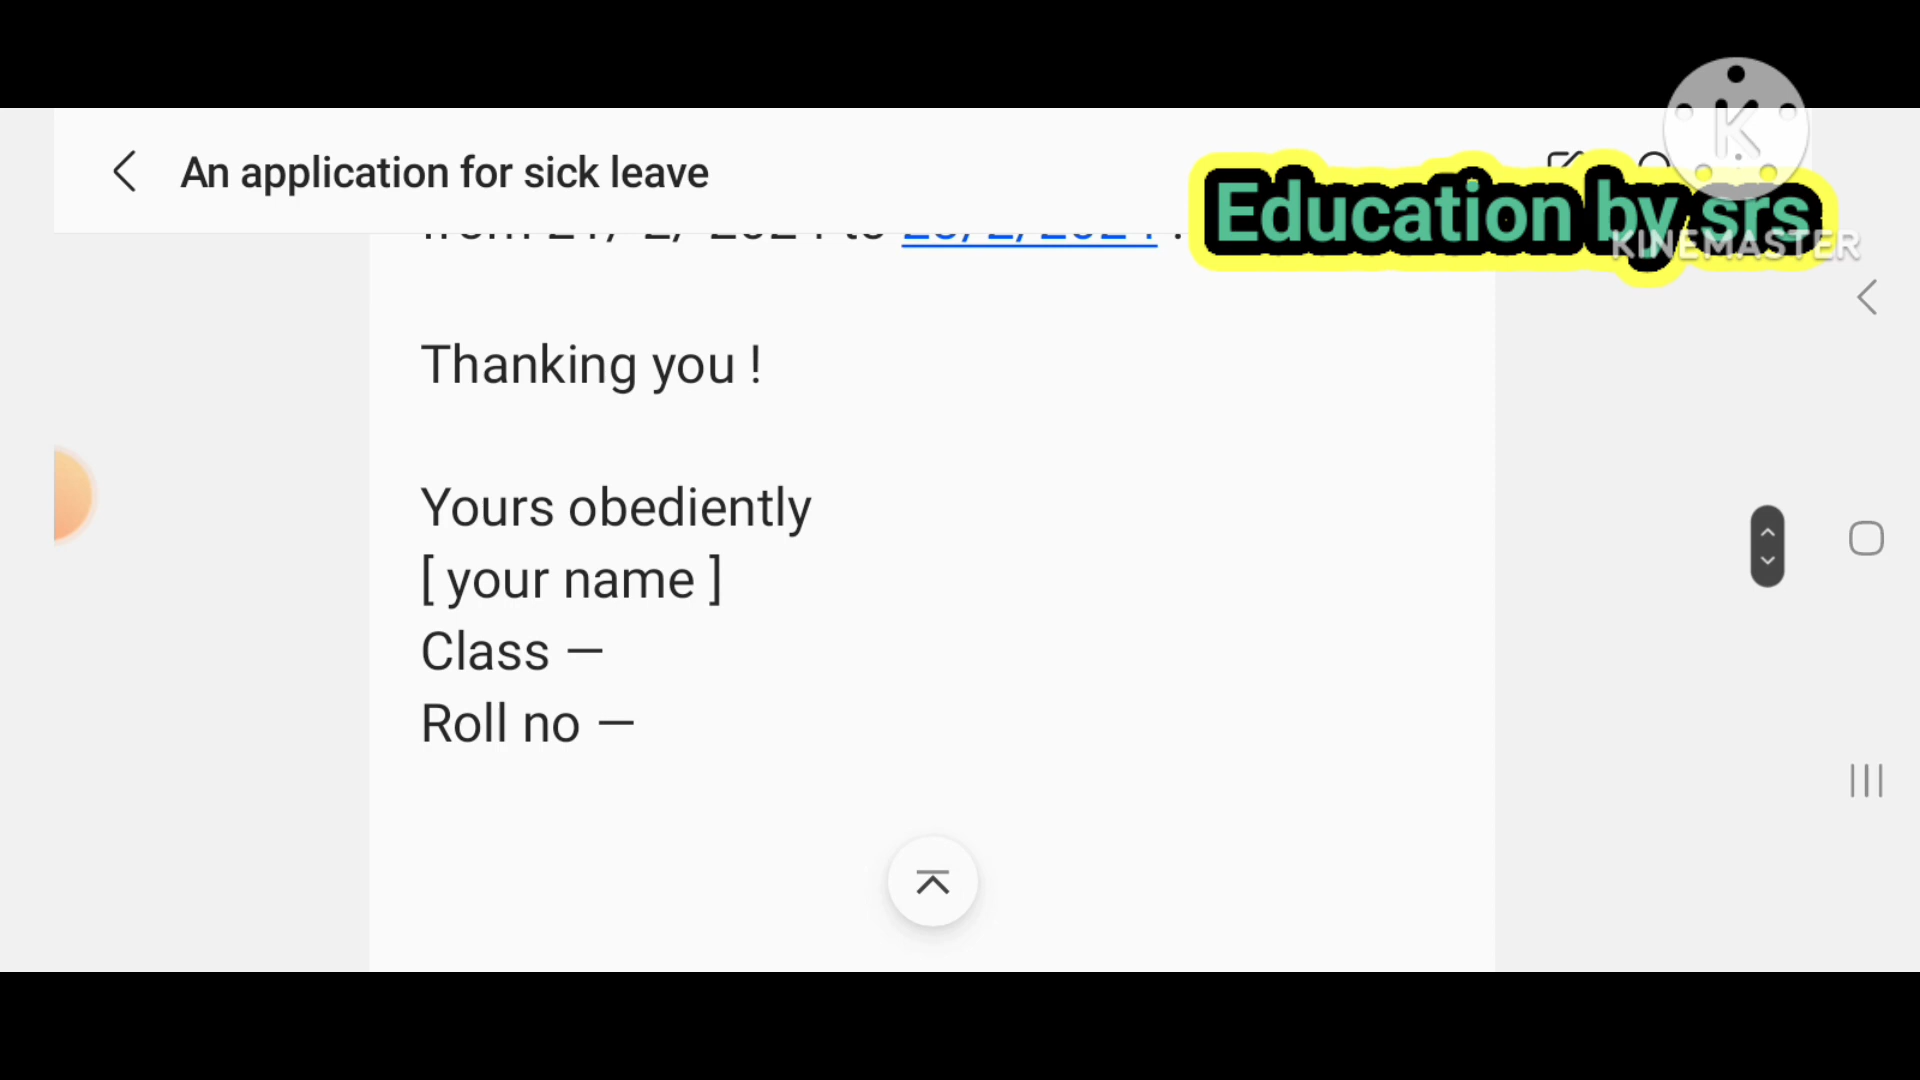 An application for sick leave
Education by srs
KINEMASTER
Thanking you !
Yours obediently
[ your name ]
Class —
Roll no —